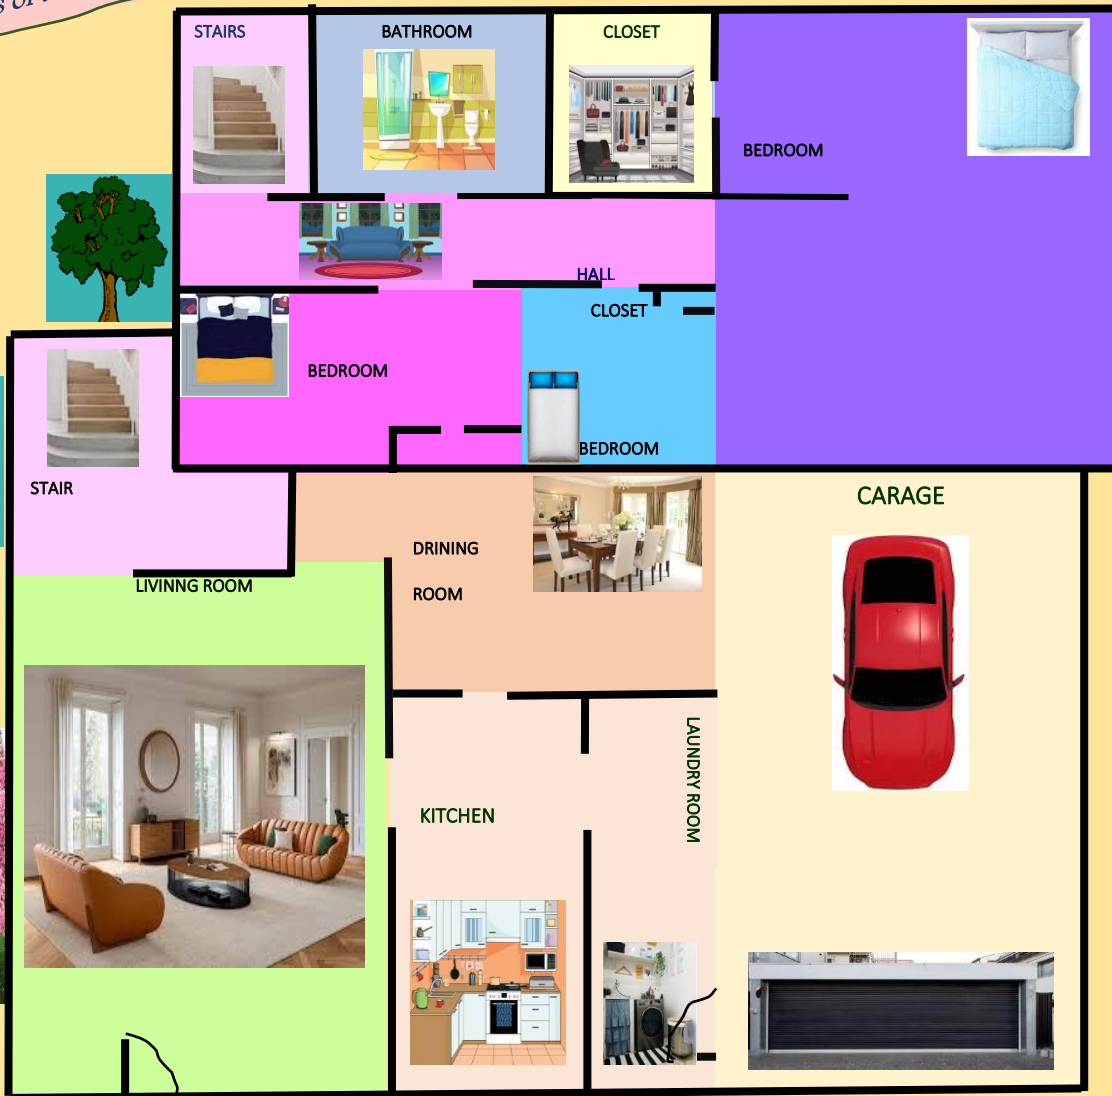 STAIRS
BATHROOM
CLOSET
BEDROOM
HALL
CLOSET
BEDROOM
BEDROOM
STAIR
CARAGE
DRINING
ROOM
LIVINNG ROOM
LAUNDRY ROOM
KITCHEN